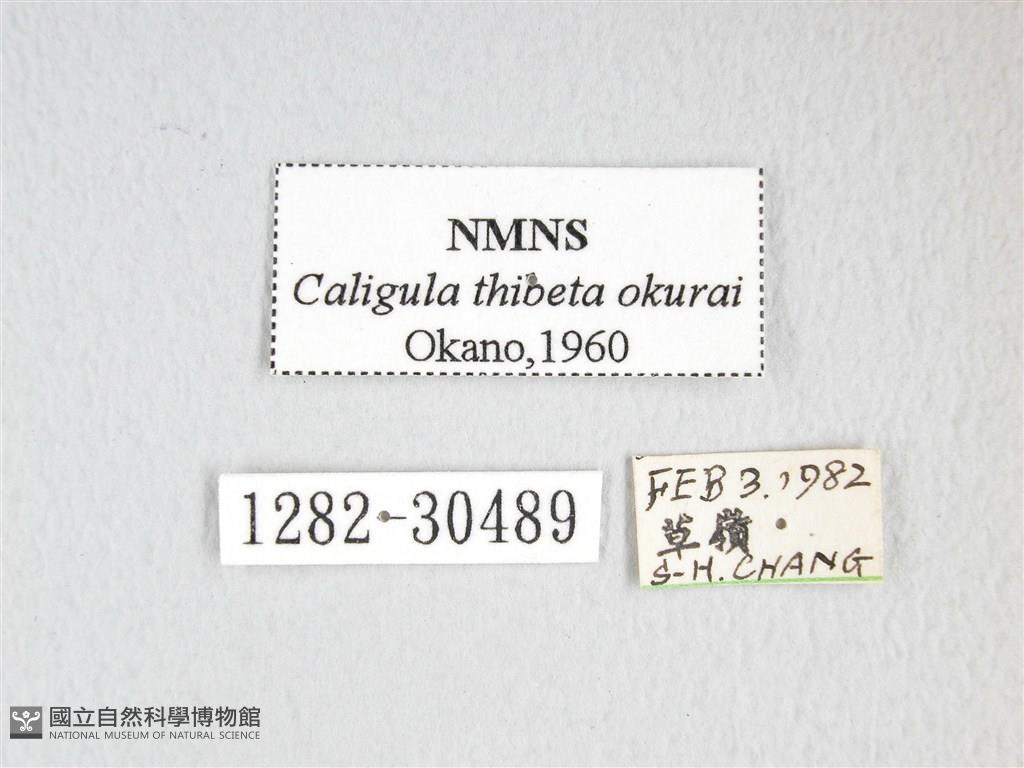 NMNS
Caligula thibeta okurai
Okano,1960
1282-30489
FEB 3. 1982
草嶺
S-H. CHANG
國立自然科學博物館
NATIONAL MUSEUM OF NATURAL SCIENCE